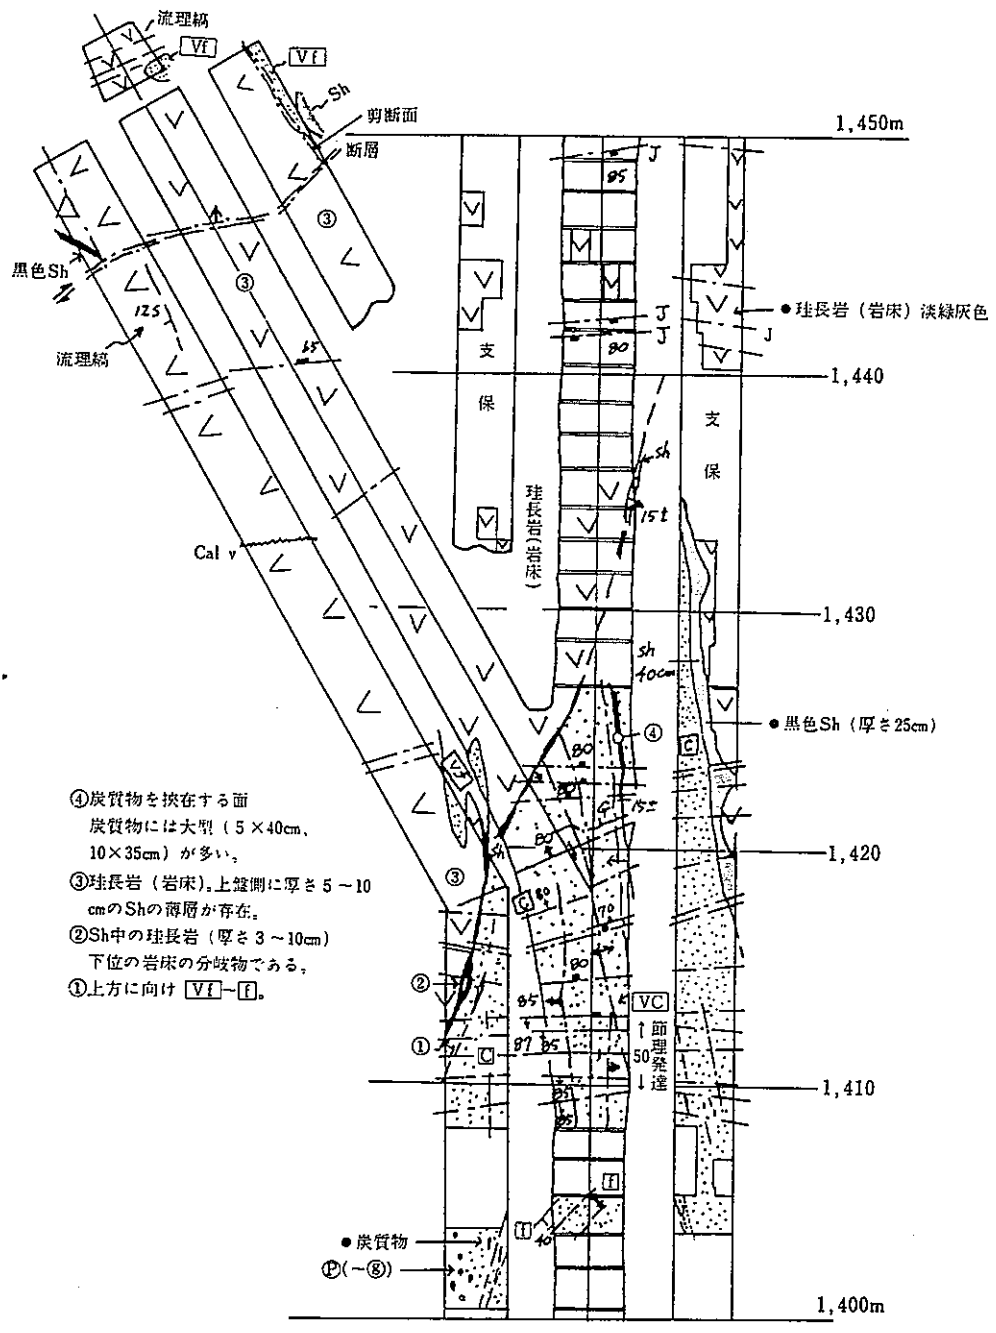 流理縞
Vf
Vf
Sh
剪断面
断層
1,450m
J
85
③
③
黒色Sh
125
流理縞
65
J
J
80
J
●珪長岩（岩床）淡緑灰色
支保
1,440
支保
sh
15t
珪長岩（岩床）
Cal v
1,430
sh
40cm
④
●黒色Sh（厚さ25cm）
C
80
80
G
15±
Vf
80
Sh
1,420
③
C
80
70
80
②
85
VC
①
C
87
85
↑
50
↓
節理発達
1,410
85
85
f
f
40
④炭質物を挾在する面
炭質物には大型（5×40cm、
10×35cm）が多い。
③珪長岩（岩床）。上盤側に厚さ5～10
cmのShの薄層が存在。
②Sh中の珪長岩（厚さ3～10cm）
下位の岩床の分岐物である。
①上方に向け Vf～f。
●炭質物
Ⓟ(～⑧)
1,400m